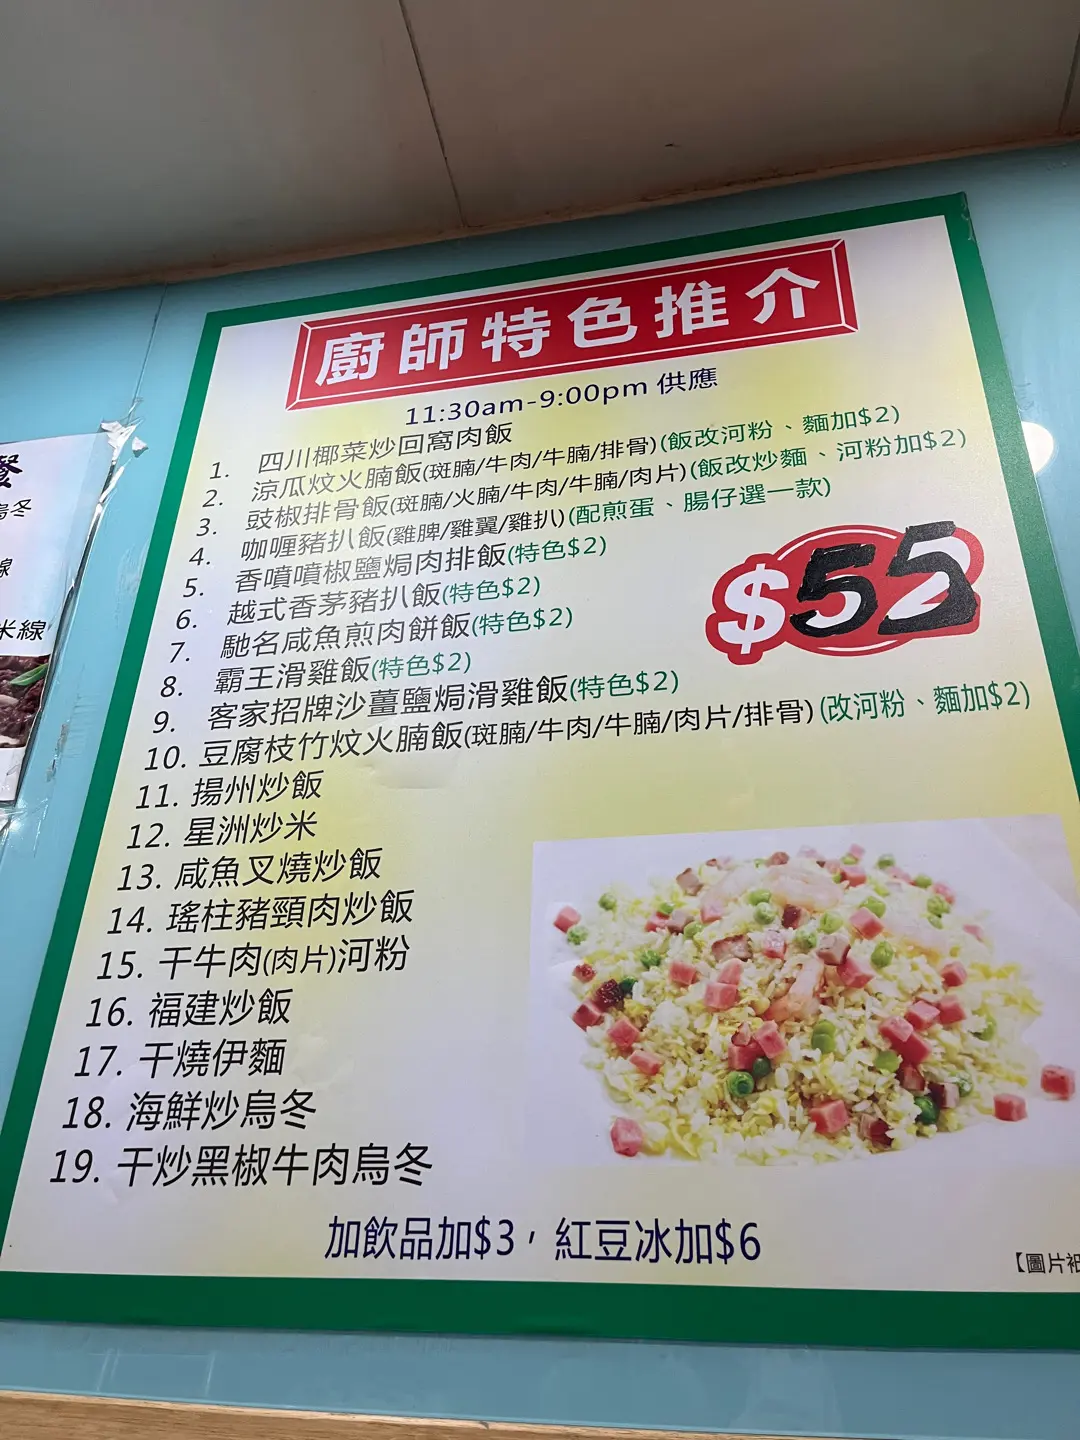 廚師特色推介
11:30am-9:00pm 供應
1. 四川椰菜炒回窩肉飯
2. 涼瓜炆火腩飯(斑腩/牛肉/牛腩/排骨)(飯改河粉、麵加$2)
3. 豉椒排骨飯(斑腩/火腩/牛肉/牛腩/肉片)(飯改炒麵、河粉加$2)
4. 咖喱豬扒飯(雞脾/雞翼/雞扒)(配煎蛋、腸仔選一款)
5. 香噴噴椒鹽焗肉排飯(特色$2)
6. 越式香茅豬扒飯(特色$2)
7. 馳名咸魚煎肉餅飯(特色$2)
8. 霸王滑雞飯(特色$2)
9. 客家招牌沙薑鹽焗滑雞飯(特色$2)
10. 豆腐枝竹炆火腩飯(斑腩/牛肉/牛腩/肉片/排骨)(改河粉、麵加$2)
$55
11. 揚州炒飯
12. 星洲炒米
13. 咸魚叉燒炒飯
14. 瑤柱豬頸肉炒飯
15. 干牛肉(肉片)河粉
16. 福建炒飯
17. 干燒伊麵
18. 海鮮炒烏冬
19. 干炒黑椒牛肉烏冬
加飲品加$3，紅豆冰加$6
【圖片
餐
烏冬
線
米線